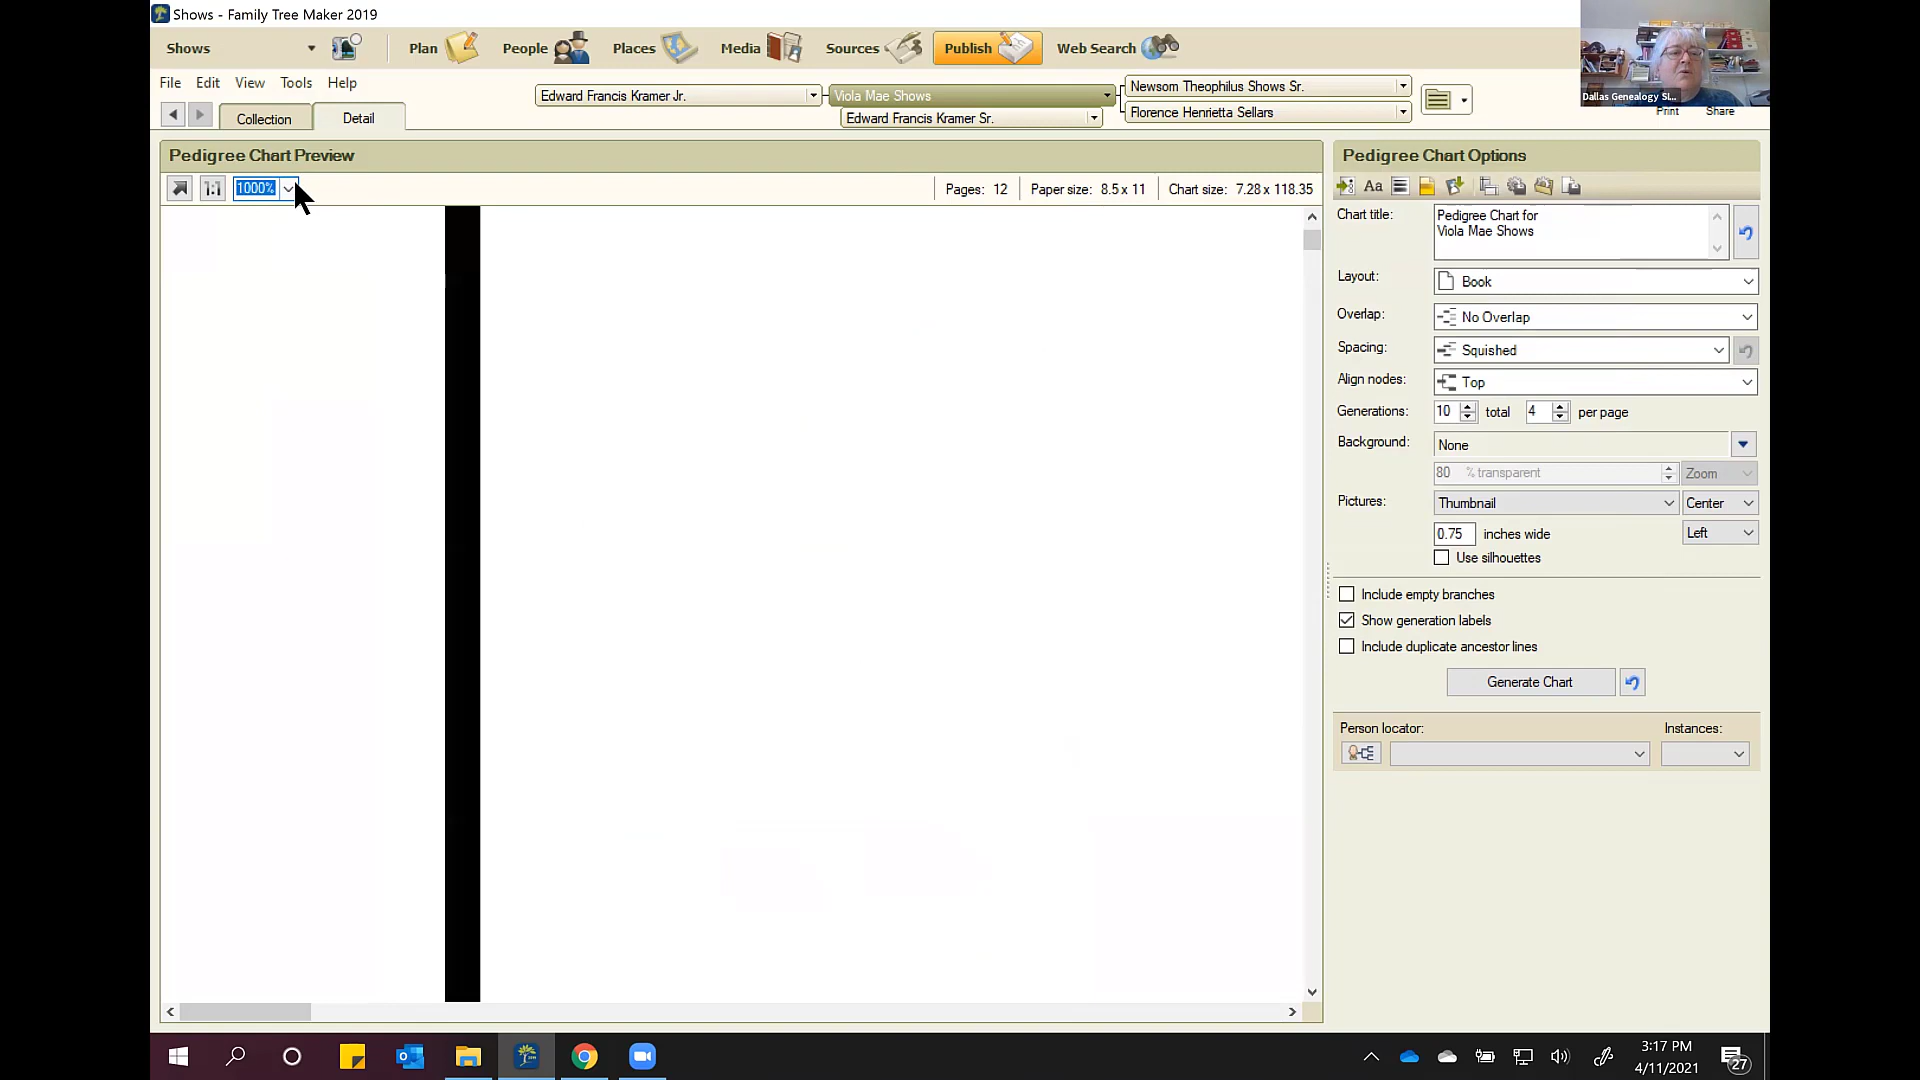 Shows - Family Tree Maker 2019
Shows
Plan
People
Places
Media
Sources
Publish
Web Search
File Edit View Tools Help
Edward Francis Kramer Jr.
Viola Mae Shows
Edward Francis Kramer Sr.
Newsom Theophilus Shows Sr.
Florence Henrietta Sellars
Dallas Genealogy SI...
Print
Share
Collection
Detail
Pedigree Chart Preview
1:1
1000%
Pages: 12
Paper size: 8.5 x 11
Chart size: 7.28 x 118.35
Pedigree Chart Options
Aa
Chart title:
Pedigree Chart for
Viola Mae Shows
Layout: Book
Overlap: No Overlap
Spacing: Squished
Align nodes: Top
Generations: 10 total 4 per page
Background: None
80 % transparent Zoom
Pictures: Thumbnail Center
0.75 inches wide Left
Use silhouettes
Include empty branches
Show generation labels
Include duplicate ancestor lines
Generate Chart
Person locator:
Instances:
3:17 PM
4/11/2021
27